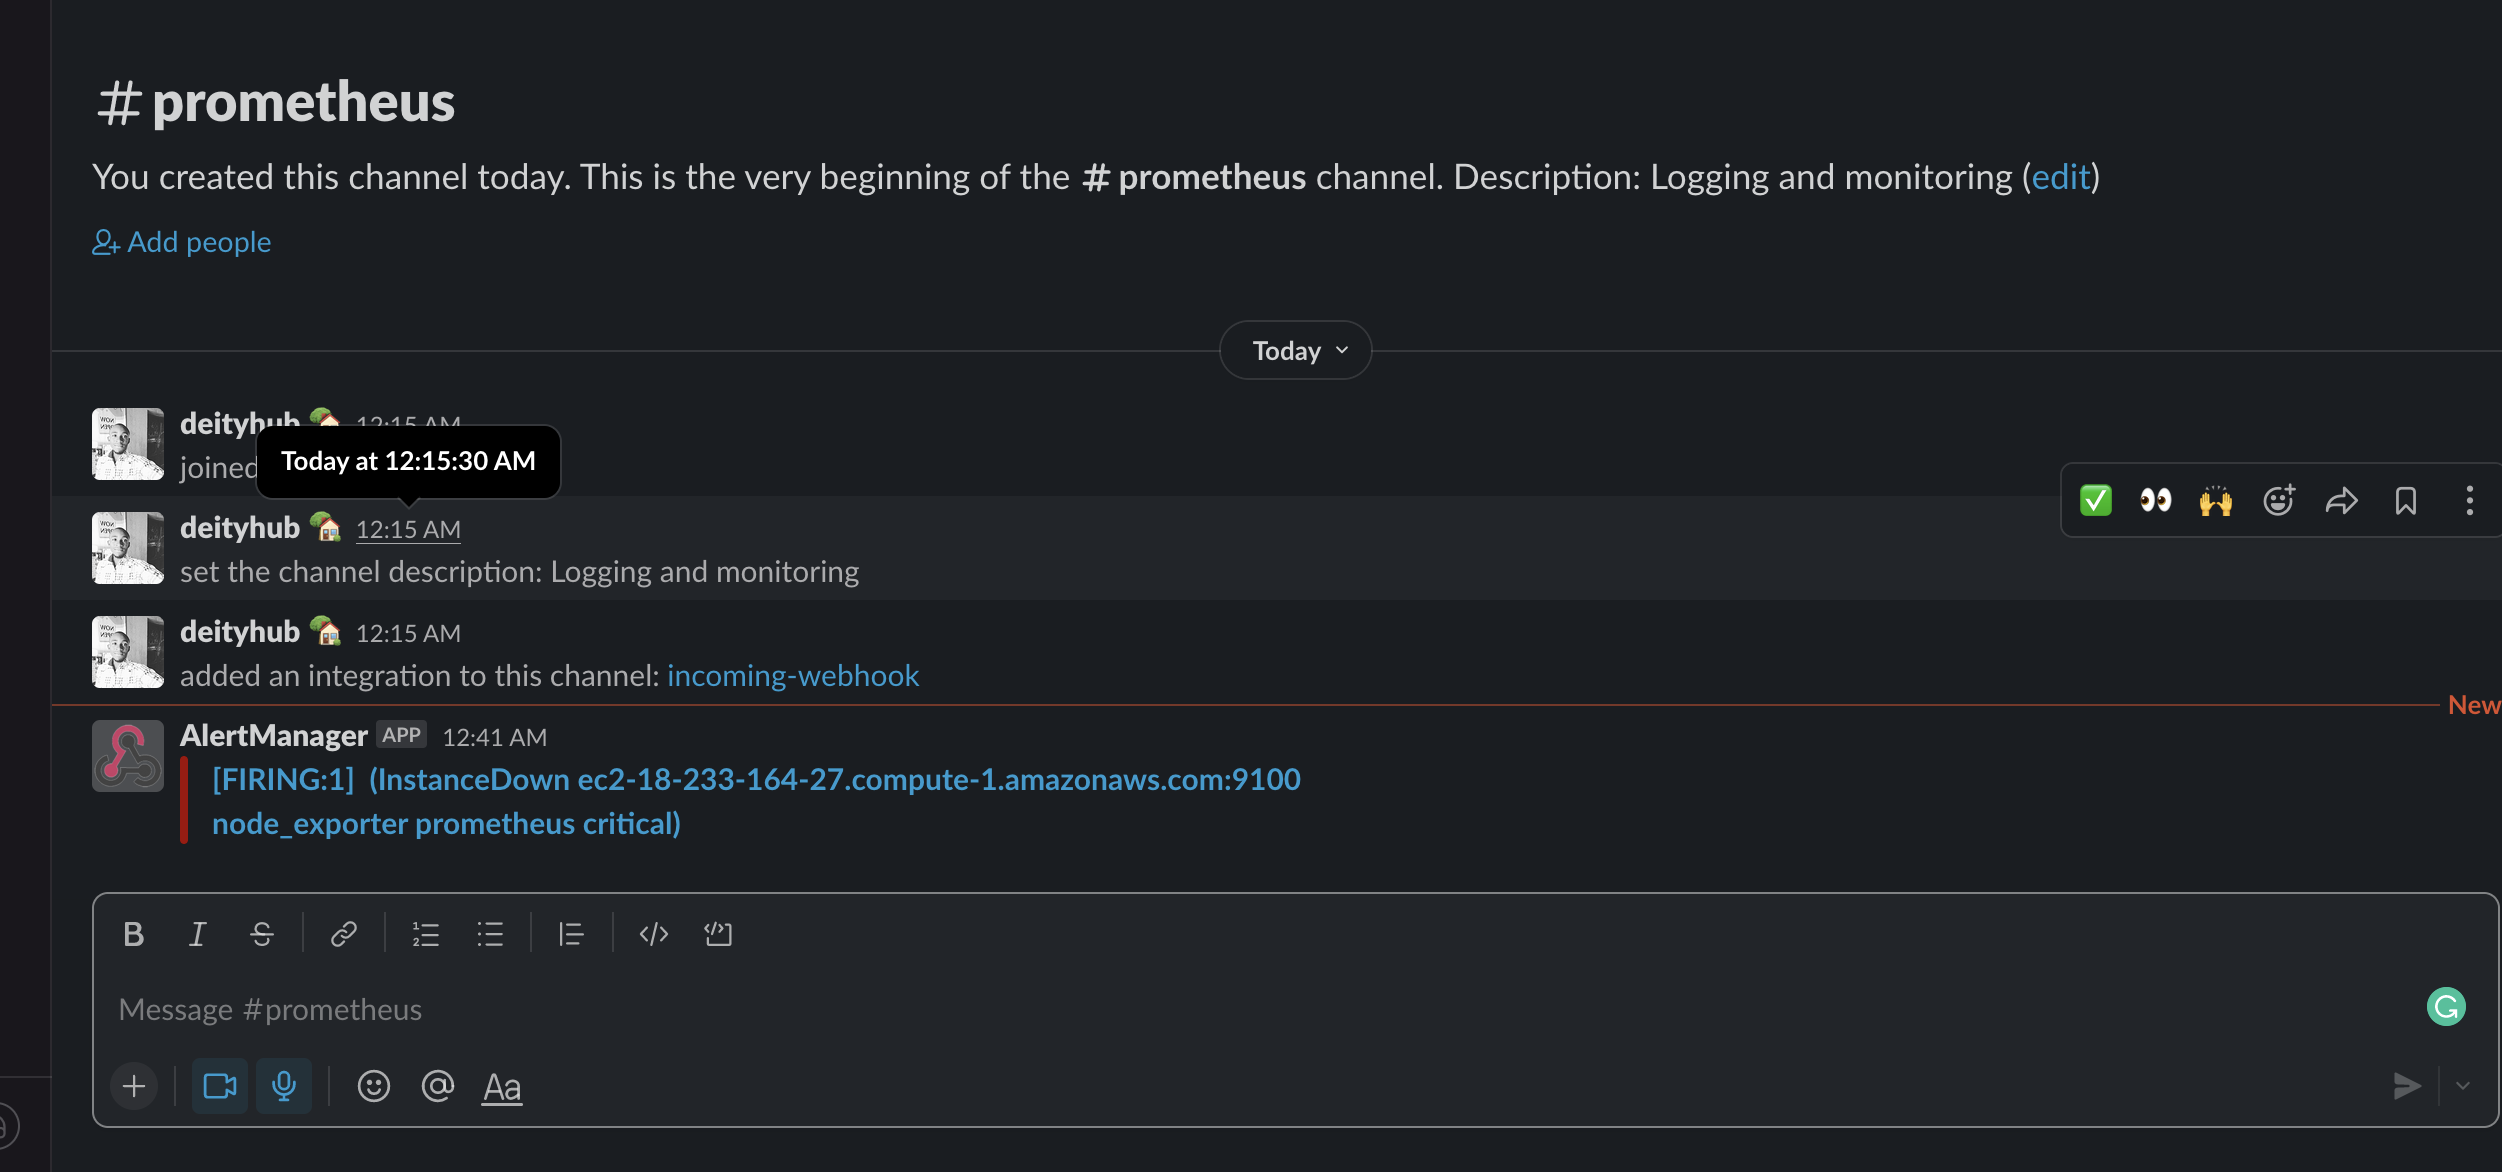 # prometheus
You created this channel today. This is the very beginning of the # prometheus channel. Description: Logging and monitoring (edit)
Add people
Today
deityhub 12:15 AM
joined
Today at 12:15:30 AM
deityhub 12:15 AM
set the channel description: Logging and monitoring
deityhub 12:15 AM
added an integration to this channel: incoming-webhook
New
AlertManager APP 12:41 AM
[FIRING:1] (InstanceDown ec2-18-233-164-27.compute-1.amazonaws.com:9100
node_exporter prometheus critical)
Message #prometheus
Aa